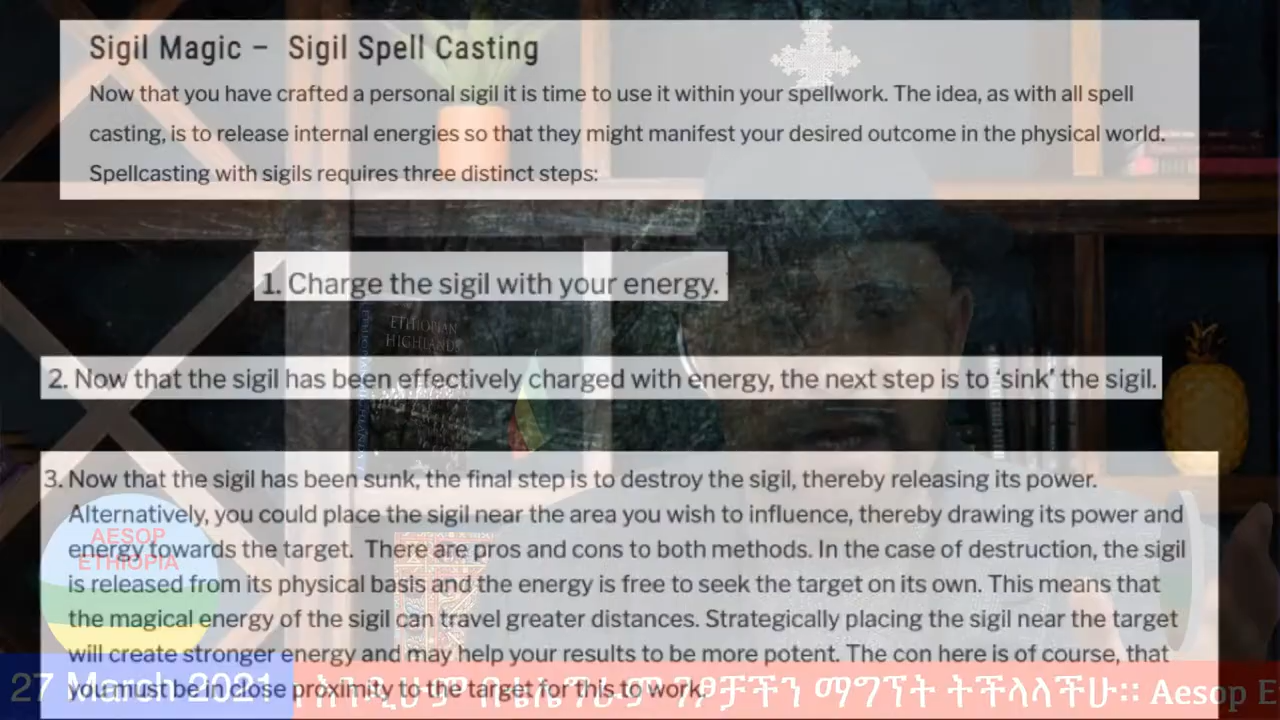 Sigil Magic – Sigil Spell Casting
Now that you have crafted a personal sigil it is time to use it within your spellwork. The idea, as with all spell
casting, is to release internal energies so that they might manifest your desired outcome in the physical world.
Spellcasting with sigils requires three distinct steps:
1. Charge the sigil with your energy.
ETHIOPIAN
HIGHLANDS
2. Now that the sigil has been effectively charged with energy, the next step is to ‘sink’ the sigil.
3. Now that the sigil has been sunk, the final step is to destroy the sigil, thereby releasing its power.
Alternatively, you could place the sigil near the area you wish to influence, thereby drawing its power and
energy towards the target. There are pros and cons to both methods. In the case of destruction, the sigil
is released from its physical basis and the energy is free to seek the target on its own. This means that
the magical energy of the sigil can travel greater distances. Strategically placing the sigil near the target
will create stronger energy and may help your results to be more potent. The con here is of course, that
you must be in close proximity to the target for this to work.
AESOP
ETHIOPIA
27 March 2021
እንዲሁም በቴሌግራም ገፆቻችን ማግኘት ትችላላችሁ። Aesop E